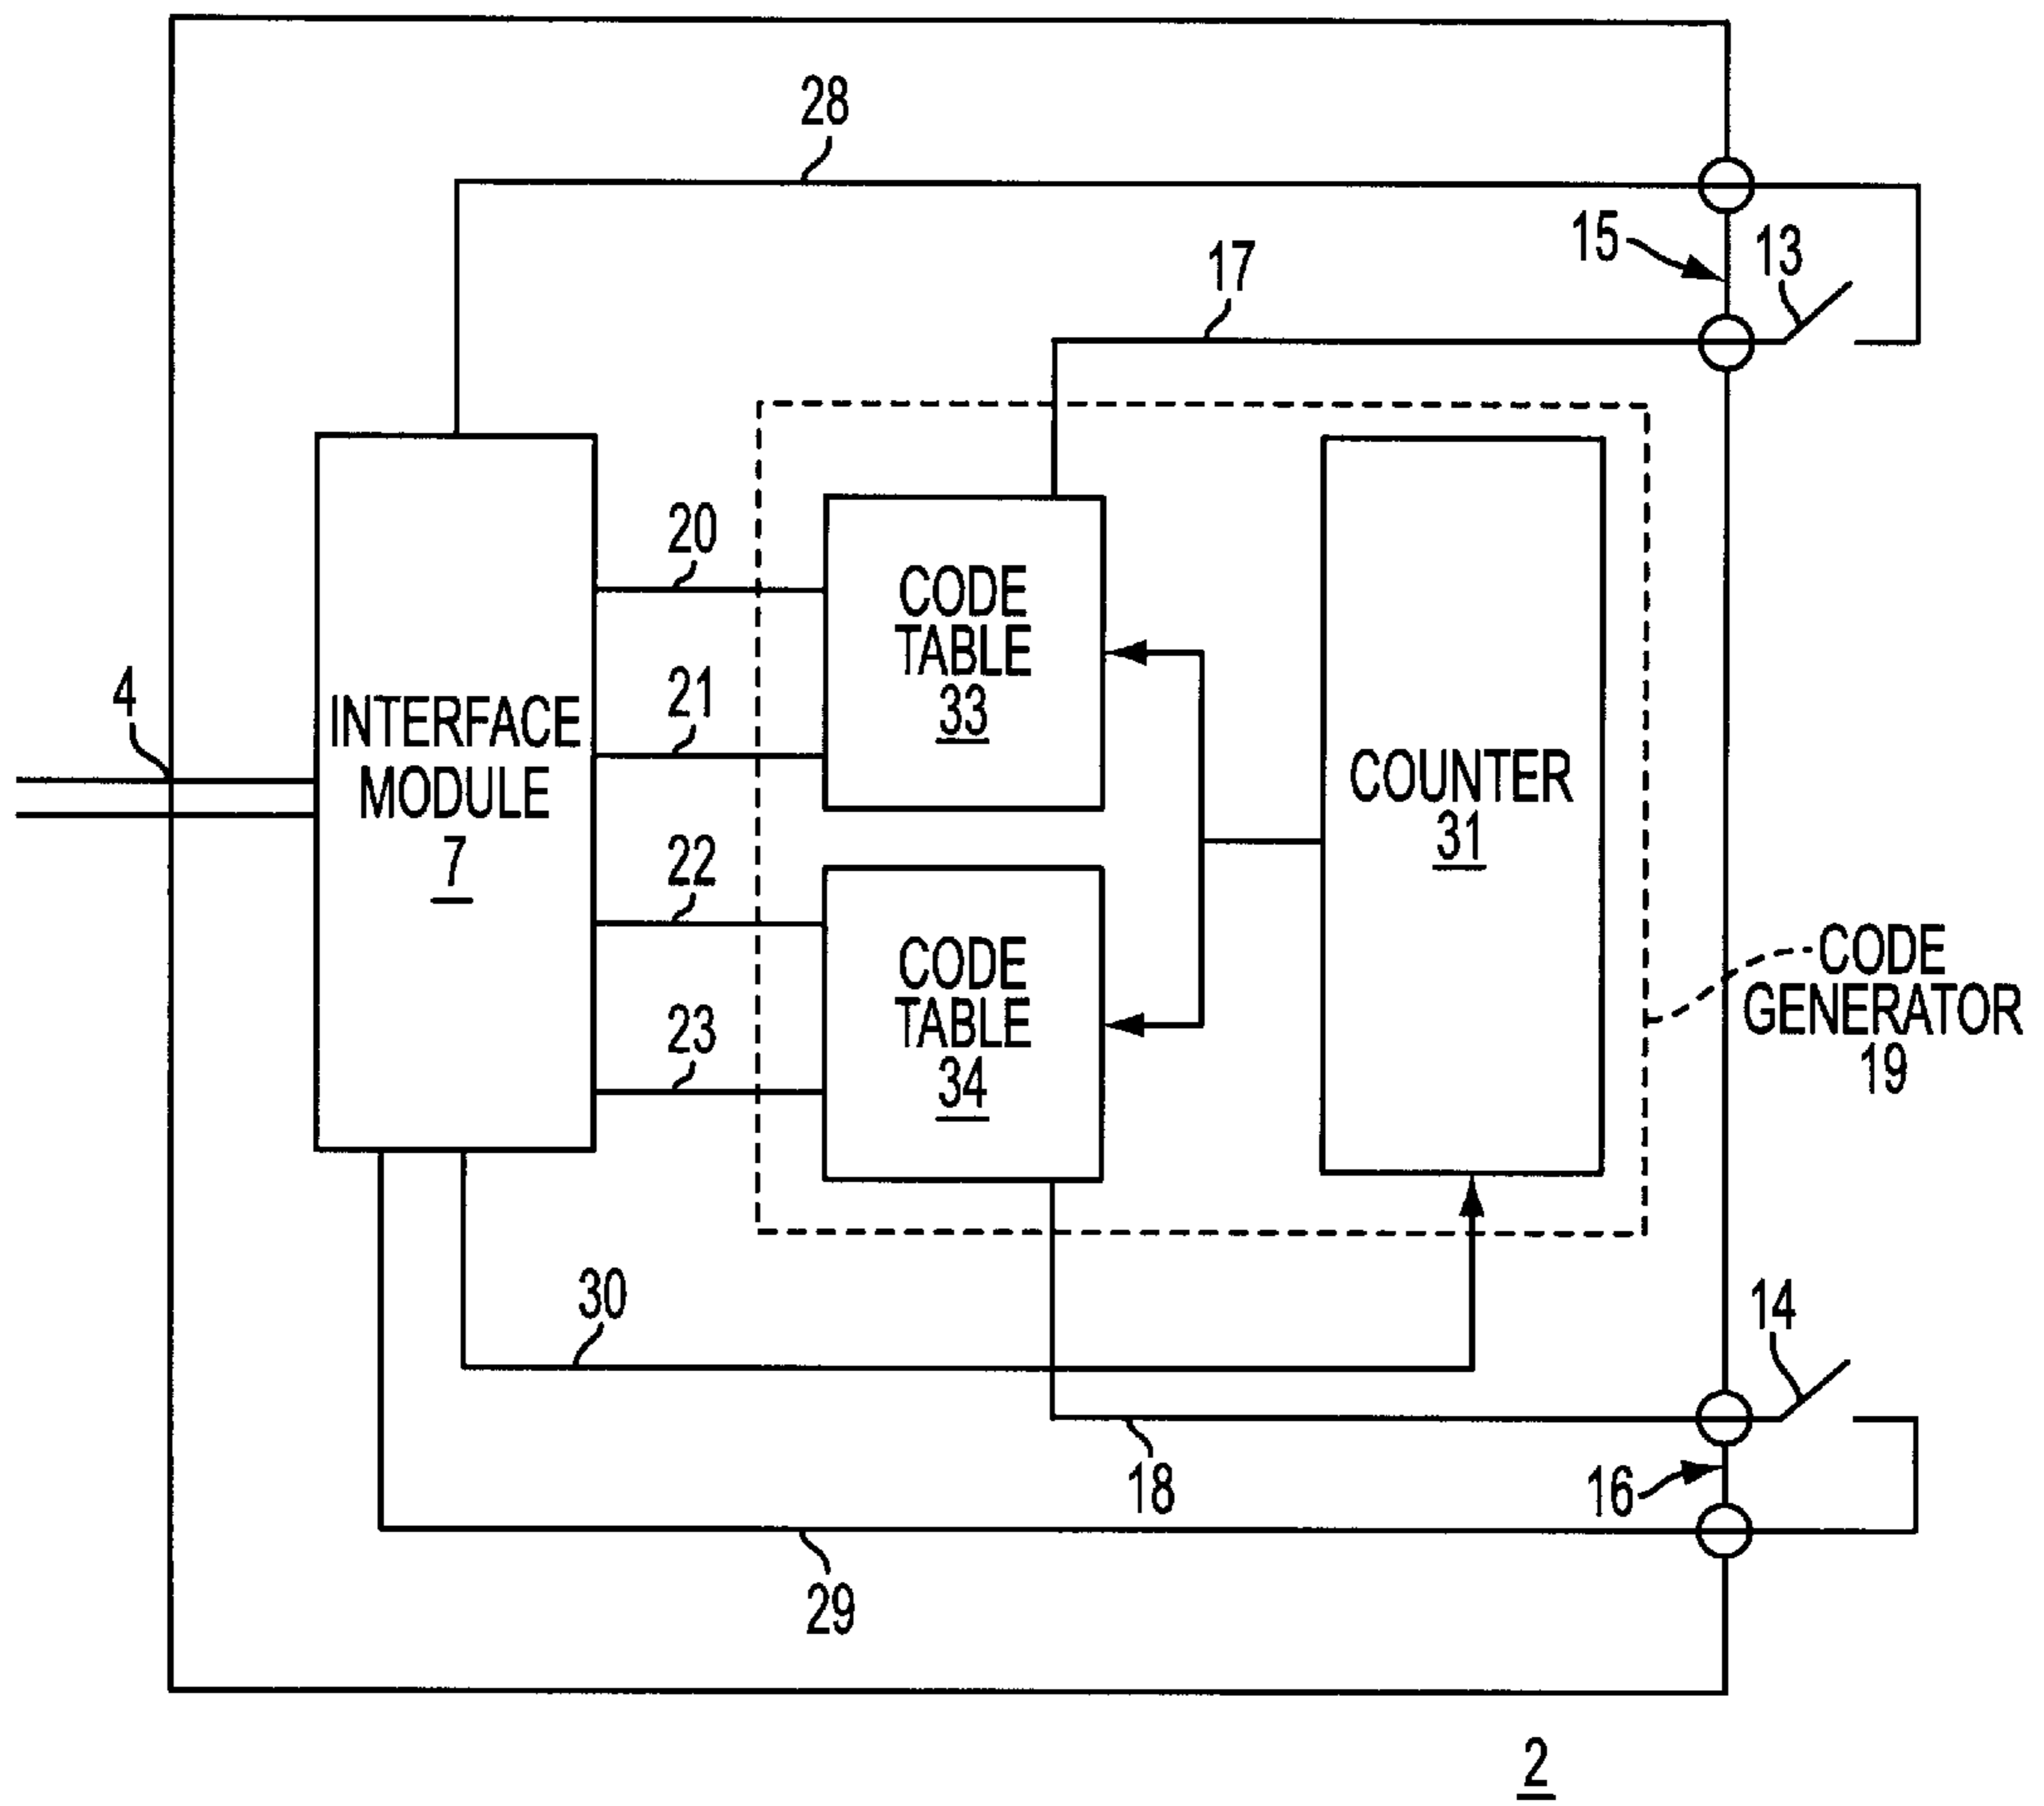 28
15
13
17
20
CODE
TABLE
33
21
4
INTERFACE
MODULE
7
COUNTER
31
22
CODE
TABLE
34
23
CODE
GENERATOR
19
30
14
18
16
29
2